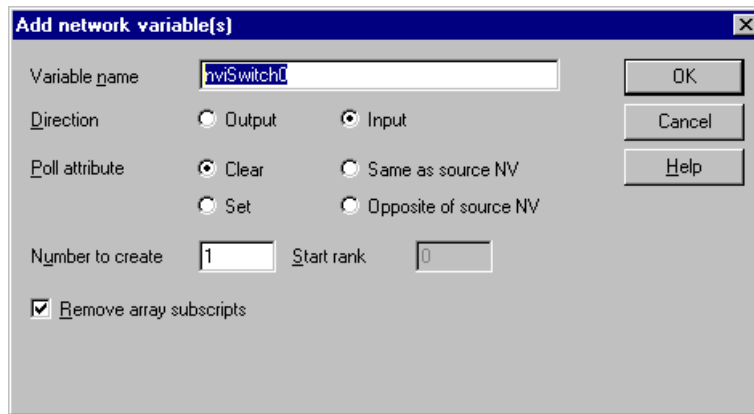 Add network variable(s)
Variable name nviSwitch0 OK
Direction Output Input Cancel
Poll attribute Clear Same as source NV Help
Set Opposite of source NV
Number to create 1 Start rank 0
Remove array subscripts